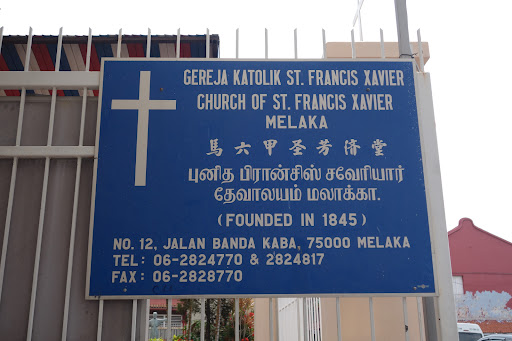 GEREJA KATOLIK ST. FRANCIS XAVIER
CHURCH OF ST. FRANCIS XAVIER
MELAKA
馬六甲圣芳濟堂
புனித பிரான்சிஸ் சவேரியார்
தேவாலயம் மலாக்கா.
(FOUNDED IN 1845)
NO. 12, JALAN BANDA KABA, 75000 MELAKA
TEL: 06-2824770 & 2824817
FAX: 06-2828770